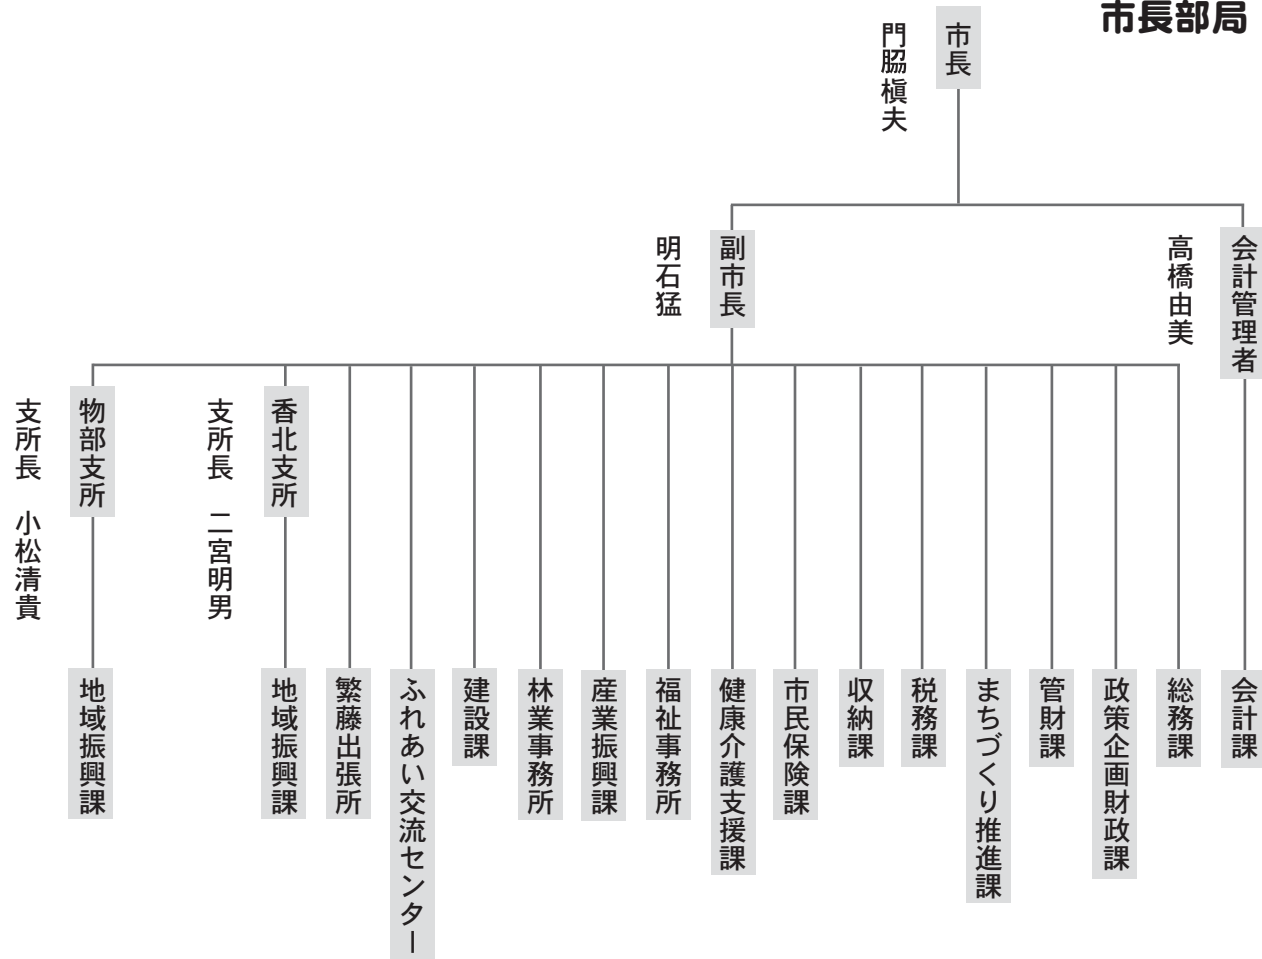 市長部局
市長
門脇槇夫
会計管理者
高橋由美
副市長
明石猛
香北支所
支所長　二宮明男
物部支所
支所長　小松清貴
会計課
総務課
政策企画財政課
管財課
まちづくり推進課
税務課
収納課
市民保険課
健康介護支援課
福祉事務所
産業振興課
林業事務所
建設課
ふれあい交流センター
繁藤出張所
地域振興課
地域振興課